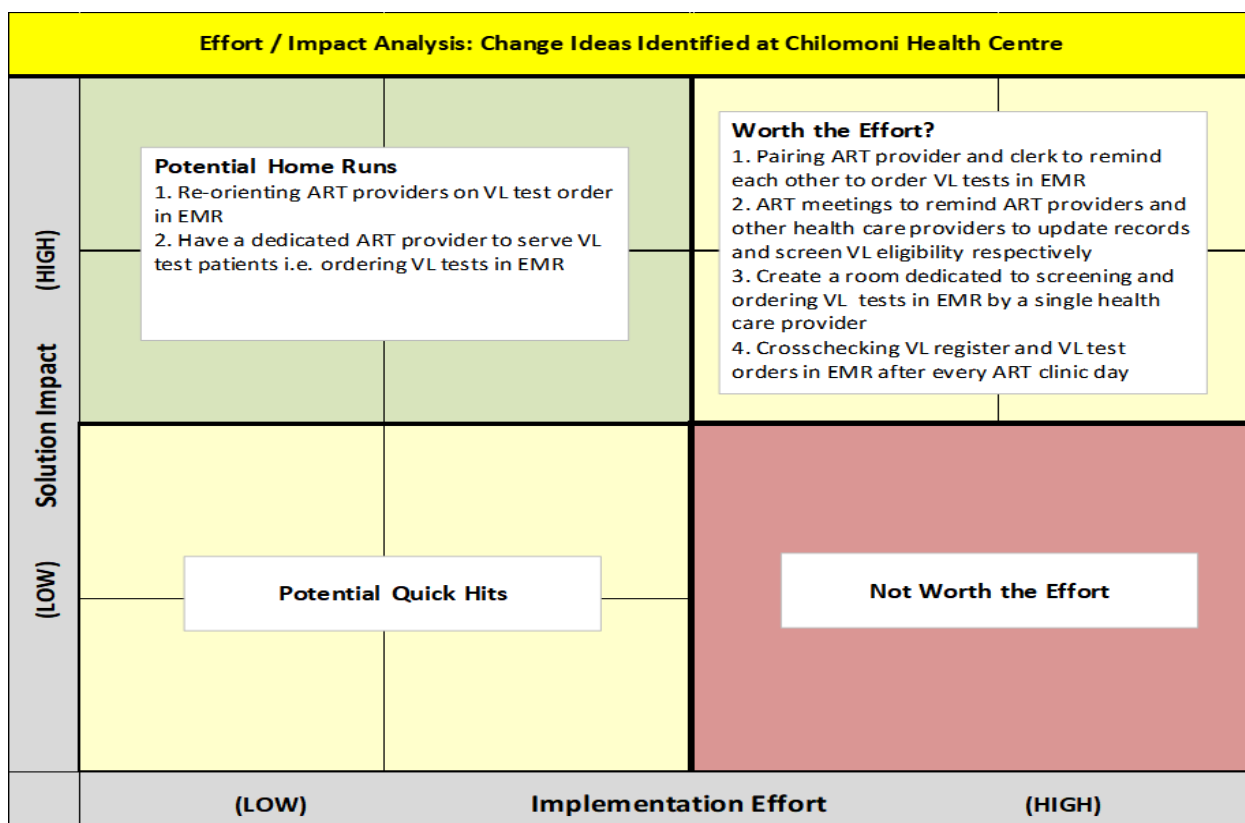 Effort / Impact Analysis: Change Ideas Identified at Chilomoni Health Centre
Potential Home Runs
1. Re-orienting ART providers on VL test order
in EMR
2. Have a dedicated ART provider to serve VL
test patients i.e. ordering VL tests in EMR
Worth the Effort?
1. Pairing ART provider and clerk to remind
each other to order VL tests in EMR
2. ART meetings to remind ART providers and
other health care providers to update records
and screen VL eligibility respectively
3. Create a room dedicated to screening and
ordering VL  tests in EMR by a single health
care provider
4. Crosschecking VL register and VL test
orders in EMR after every ART clinic day
(HIGH)
Solution Impact
(LOW)
Potential Quick Hits
Not Worth the Effort
(LOW)
Implementation Effort
(HIGH)